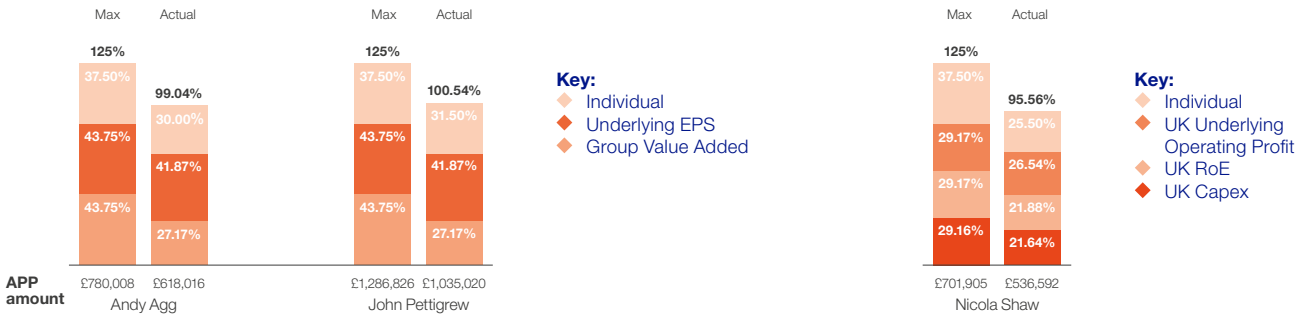 Max Actual
125%
37.50%
99.04%
30.00%
43.75%
41.87%
43.75%
27.17%
£780,008 £618,016
Andy Agg
Max Actual
125%
37.50%
100.54%
31.50%
43.75%
41.87%
43.75%
27.17%
£1,286,826 £1,035,020
John Pettigrew
Key:
Individual
Underlying EPS
Group Value Added
Max Actual
125%
37.50%
95.56%
25.50%
29.17%
26.54%
29.17%
21.88%
29.16%
21.64%
£701,905 £536,592
Nicola Shaw
Key:
Individual
UK Underlying
Operating Profit
UK RoE
UK Capex
APP
amount